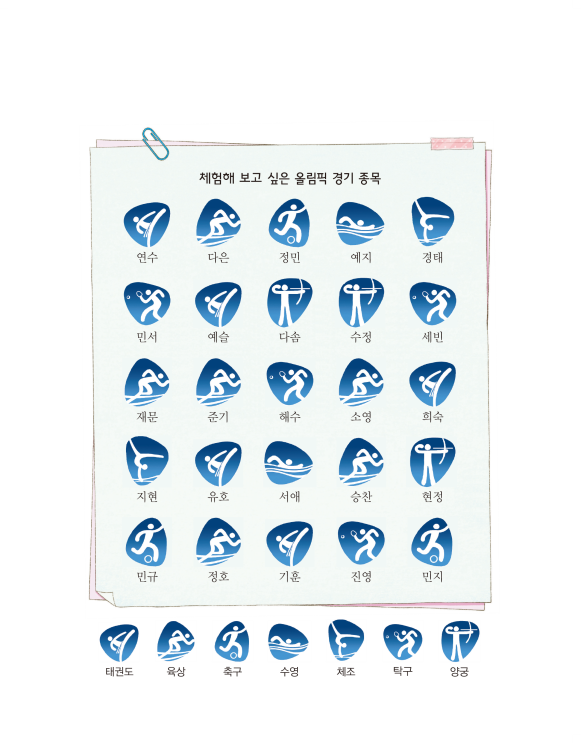 체험해 보고 싶은 올림픽 경기 종목
연수 다은 정민 예지 경태
민서 예슬 다솜 수정 세빈
재문 준기 해수 소영 희숙
지현 유호 서애 승찬 현정
민규 정호 기훈 진영 민지
태권도 육상 축구 수영 체조 탁구 양궁